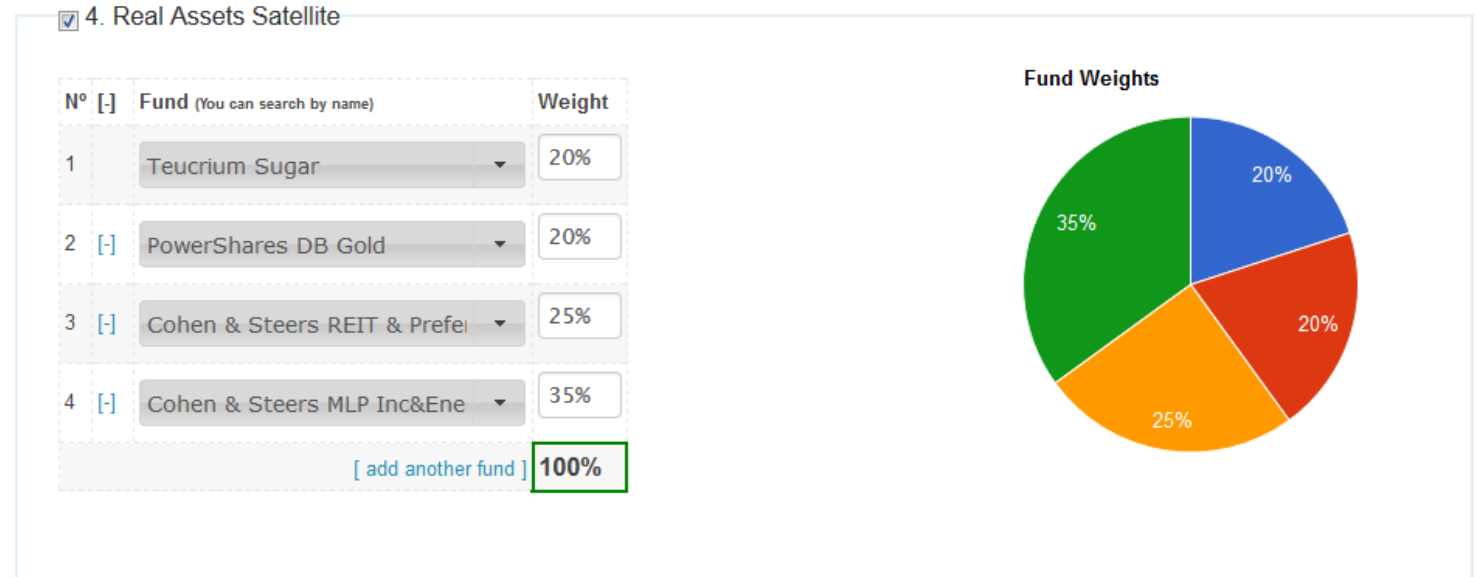 4. Real Assets Satellite
Nº [-] Fund (You can search by name) Weight
1 Teucrium Sugar 20%
2 [-] PowerShares DB Gold 20%
3 [-] Cohen & Steers REIT & Prefer 25%
4 [-] Cohen & Steers MLP Inc&Ene 35%
[ add another fund ] 100%
Fund Weights
20%
35%
20%
25%